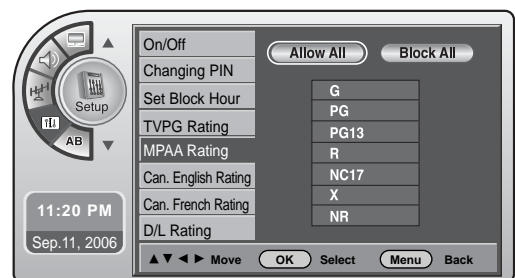 Setup
AB
11:20 PM
Sep.11, 2006
On/Off
Changing PIN
Set Block Hour
TVPG Rating
MPAA Rating
Can. English Rating
Can. French Rating
D/L Rating
Allow All Block All
G
PG
PG13
R
NC17
X
NR
▲▼◄► Move OK Select Menu Back